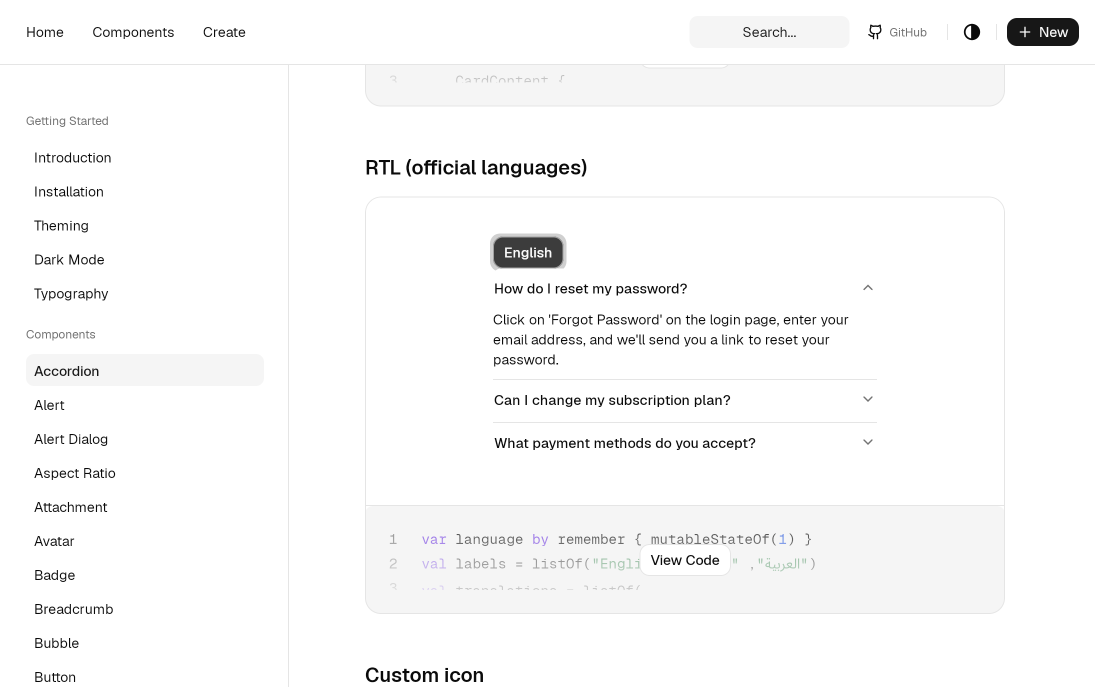 Home
Components
Create
Search...
GitHub
New
Getting Started
Introduction
Installation
Theming
Dark Mode
Typography
Components
Accordion
Alert
Alert Dialog
Aspect Ratio
Attachment
Avatar
Badge
Breadcrumb
Bubble
Button
3 CardContent {
RTL (official languages)
English
How do I reset my password?
Click on 'Forgot Password' on the login page, enter your
email address, and we'll send you a link to reset your
password.
Can I change my subscription plan?
What payment methods do you accept?
1 var language by remember { mutableStateOf(1) }
2 val labels = listOf("Engli
", "العربية")
View Code
3 val translations = listOf(
Custom icon